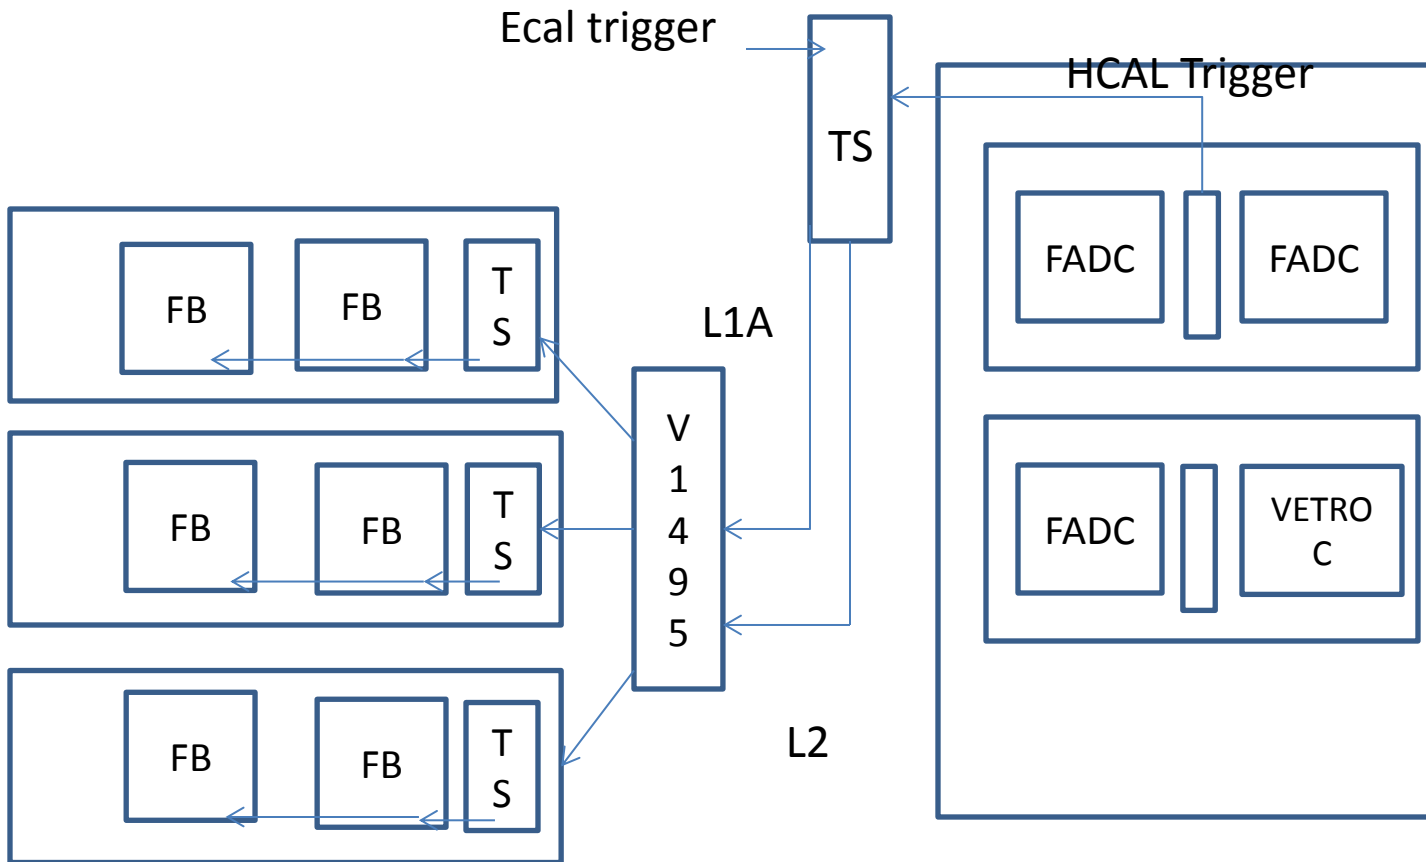 Ecal trigger
HCAL Trigger
TS
FADC
FADC
FB
FB
T
S
L1A
V
1
4
9
5
FB
FB
T
S
FADC
VETRO
C
FB
FB
T
S
L2